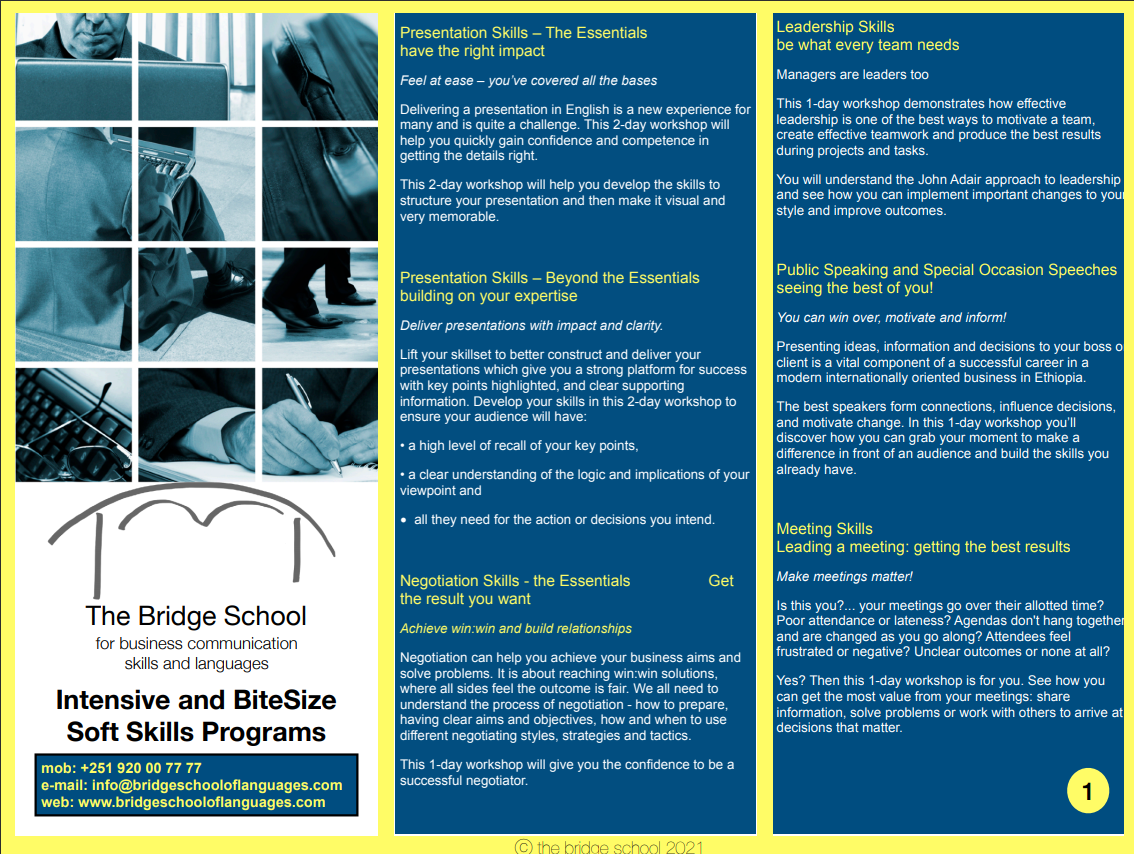 The Bridge School
for business communication
skills and languages
Intensive and BiteSize
Soft Skills Programs
mob: +251 920 00 77 77
e-mail: info@bridgeschooloflanguages.com
web: www.bridgeschooloflanguages.com
Presentation Skills – The Essentials
have the right impact
Feel at ease – you've covered all the bases
Delivering a presentation in English is a new experience for
many and is quite a challenge. This 2-day workshop will
help you quickly gain confidence and competence in
getting the details right.
This 2-day workshop will help you develop the skills to
structure your presentation and then make it visual and
very memorable.
Presentation Skills – Beyond the Essentials
building on your expertise
Deliver presentations with impact and clarity.
Lift your skillset to better construct and deliver your
presentations which give you a strong platform for success
with key points highlighted, and clear supporting
information. Develop your skills in this 2-day workshop to
ensure your audience will have:
• a high level of recall of your key points,
• a clear understanding of the logic and implications of your
viewpoint and
• all they need for the action or decisions you intend.
Negotiation Skills - the Essentials Get
the result you want
Achieve win:win and build relationships
Negotiation can help you achieve your business aims and
solve problems. It is about reaching win:win solutions,
where all sides feel the outcome is fair. We all need to
understand the process of negotiation - how to prepare,
having clear aims and objectives, how and when to use
different negotiating styles, strategies and tactics.
This 1-day workshop will give you the confidence to be a
successful negotiator.
Leadership Skills
be what every team needs
Managers are leaders too
This 1-day workshop demonstrates how effective
leadership is one of the best ways to motivate a team,
create effective teamwork and produce the best results
during projects and tasks.
You will understand the John Adair approach to leadership
and see how you can implement important changes to your
style and improve outcomes.
Public Speaking and Special Occasion Speeches
seeing the best of you!
You can win over, motivate and inform!
Presenting ideas, information and decisions to your boss o
client is a vital component of a successful career in a
modern internationally oriented business in Ethiopia.
The best speakers form connections, influence decisions,
and motivate change. In this 1-day workshop you'll
discover how you can grab your moment to make a
difference in front of an audience and build the skills you
already have.
Meeting Skills
Leading a meeting: getting the best results
Make meetings matter!
Is this you?... your meetings go over their allotted time?
Poor attendance or lateness? Agendas don't hang together
and are changed as you go along? Attendees feel
frustrated or negative? Unclear outcomes or none at all?
Yes? Then this 1-day workshop is for you. See how you
can get the most value from your meetings: share
information, solve problems or work with others to arrive at
decisions that matter.
1
© the bridge school 2021